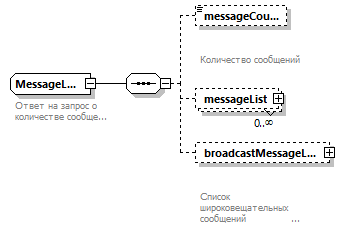 messageCou...
Количество сообщений
MessageL...
Ответ на запрос о
количестве сообще...
messageList
0..∞
broadcastMessageL...
Список
широковещательных
сообщений ...